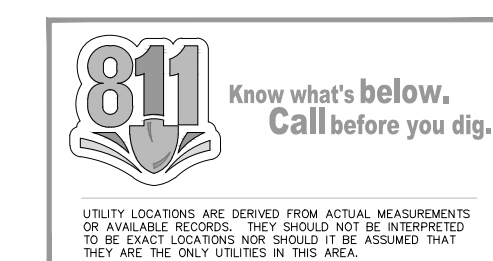 811
Know what's below.
Call before you dig.
UTILITY LOCATIONS ARE DERIVED FROM ACTUAL MEASUREMENTS
OR AVAILABLE RECORDS. THEY SHOULD NOT BE INTERPRETED
TO BE EXACT LOCATIONS NOR SHOULD IT BE ASSUMED THAT
THEY ARE THE ONLY UTILITIES IN THIS AREA.